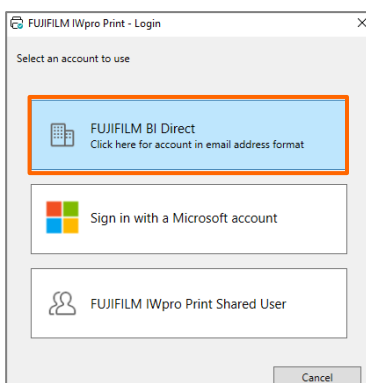 FUJIFILM IWpro Print - Login
Select an account to use
FUJIFILM BI Direct
Click here for account in email address format
Sign in with a Microsoft account
FUJIFILM IWpro Print Shared User
Cancel